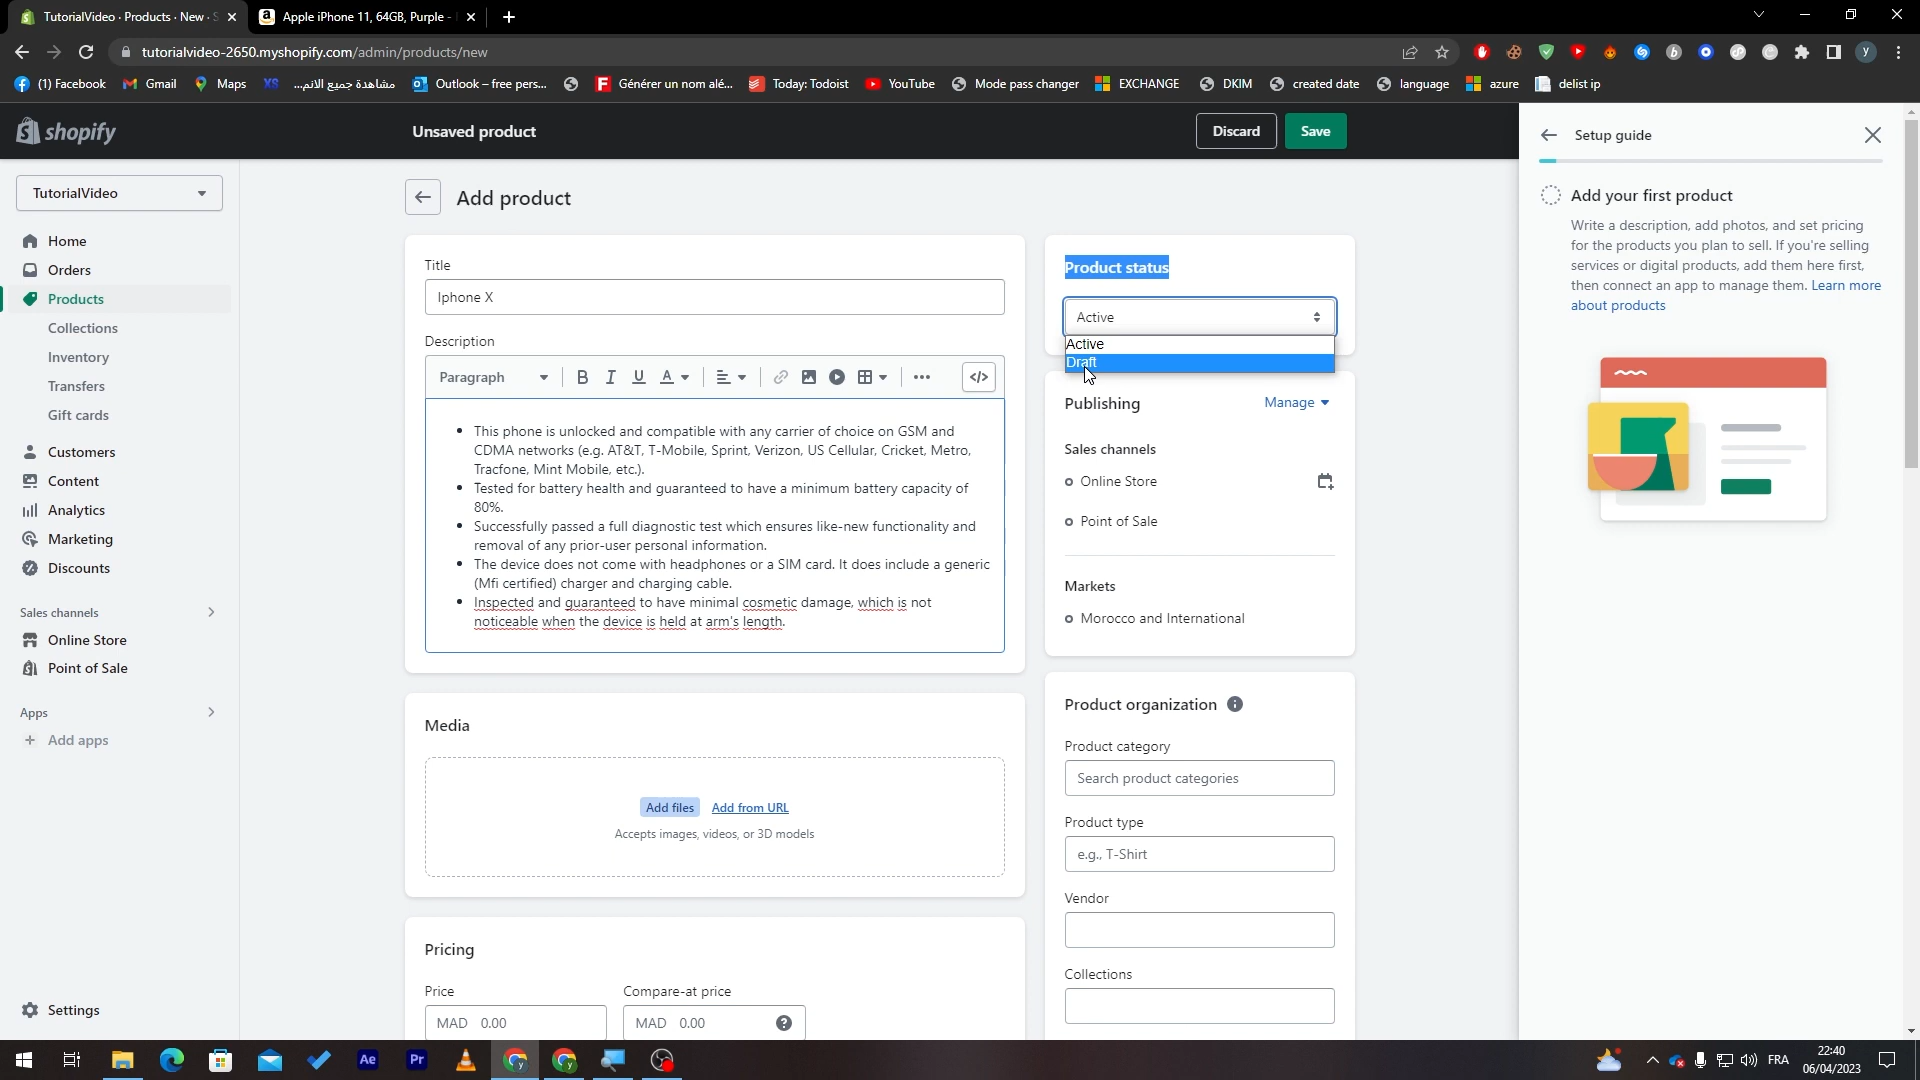 TutorialVideo · Products · New · S
Apple iPhone 11, 64GB, Purple -
tutorialvideo-2650.myshopify.com/admin/products/new
(1) Facebook
Gmail
Maps
XS
مشاهدة جميع الانم...
Outlook – free pers...
Générer un nom alé...
Today: Todoist
YouTube
Mode pass changer
EXCHANGE
DKIM
created date
language
azure
delist ip
shopify
Unsaved product
Discard
Save
Setup guide
TutorialVideo
Home
Orders
Products
Collections
Inventory
Transfers
Gift cards
Customers
Content
Analytics
Marketing
Discounts
Sales channels
Online Store
Point of Sale
Apps
Add apps
Settings
Add product
Title
Iphone X
Description
Paragraph
B I U A
</>
This phone is unlocked and compatible with any carrier of choice on GSM and
CDMA networks (e.g. AT&T, T-Mobile, Sprint, Verizon, US Cellular, Cricket, Metro,
Tracfone, Mint Mobile, etc.).
Tested for battery health and guaranteed to have a minimum battery capacity of
80%.
Successfully passed a full diagnostic test which ensures like-new functionality and
removal of any prior-user personal information.
The device does not come with headphones or a SIM card. It does include a generic
(Mfi certified) charger and charging cable.
Inspected and guaranteed to have minimal cosmetic damage, which is not
noticeable when the device is held at arm's length.
Media
Add files
Add from URL
Accepts images, videos, or 3D models
Pricing
Price
Compare-at price
MAD 0.00
MAD 0.00
Product status
Active
Active
Draft
Publishing
Manage
Sales channels
Online Store
Point of Sale
Markets
Morocco and International
Product organization
Product category
Search product categories
Product type
e.g., T-Shirt
Vendor
Collections
Add your first product
Write a description, add photos, and set pricing
for the products you plan to sell. If you're selling
services or digital products, add them here first,
then connect an app to manage them. Learn more
about products
Ae
Pr
FRA
22:40
06/04/2023